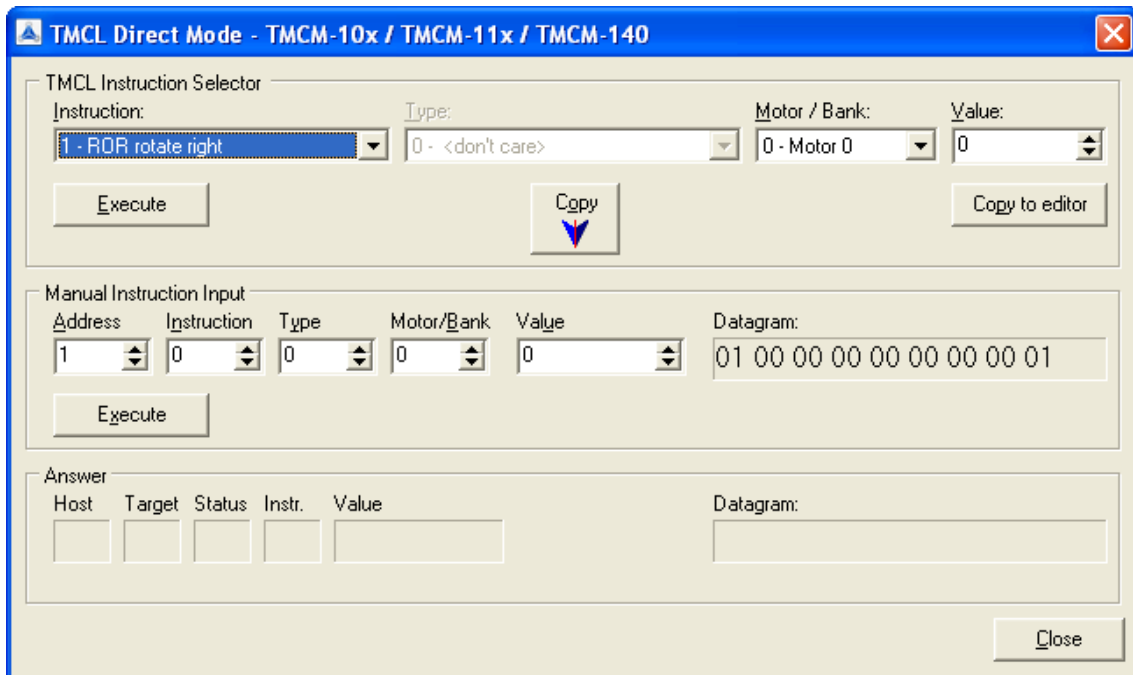 TMCL Direct Mode - TMCM-10x / TMCM-11x / TMCM-140
TMCL Instruction Selector
Instruction: Type: Motor / Bank: Value:
1 - ROR rotate right 0 - <don't care> 0 - Motor 0 0
Execute Copy Copy to editor
Manual Instruction Input
Address Instruction Type Motor/Bank Value Datagram:
1 0 0 0 0 01 00 00 00 00 00 00 00 01
Execute
Answer
Host Target Status Instr. Value Datagram:
Close